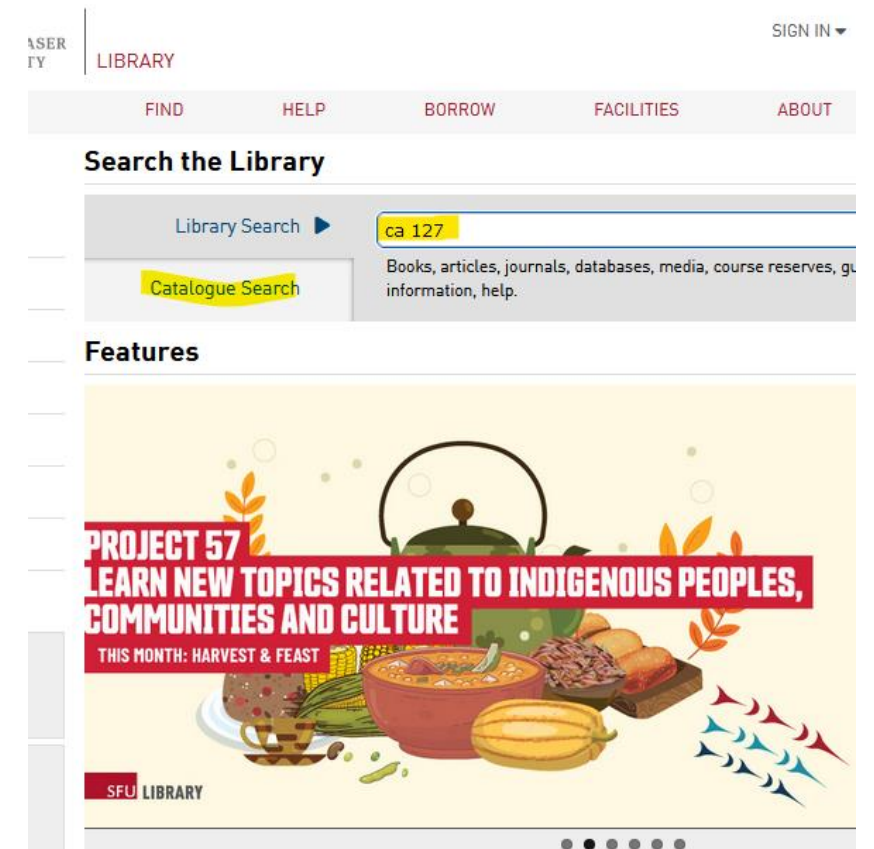 SIGN IN
ASER
TY
LIBRARY
FIND HELP BORROW FACILITIES ABOUT
Search the Library
Library Search
ca 127
Catalogue Search
Books, articles, journals, databases, media, course reserves,
information, help.
Features
PROJECT 57
LEARN NEW TOPICS RELATED TO INDIGENOUS PEOPLES,
COMMUNITIES AND CULTURE
THIS MONTH: HARVEST & FEAST
SFU LIBRARY